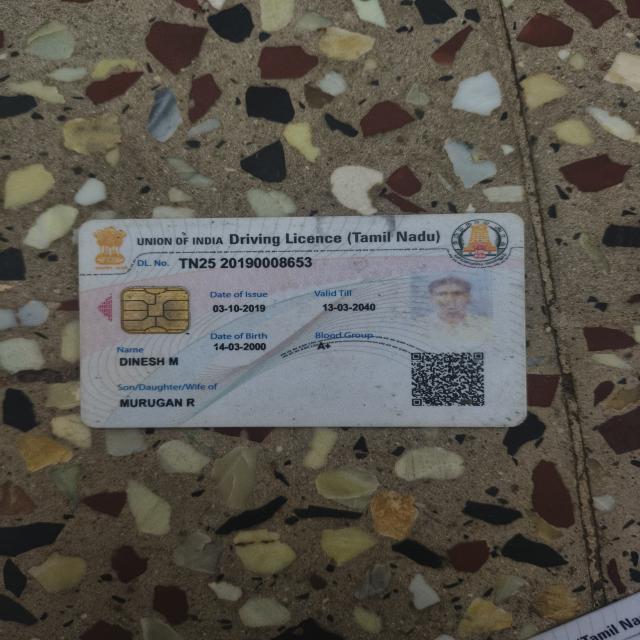 UNION OF INDIA Driving Licence (Tamil Nadu)
DL. No. TN25 20190008653
Date of Issue Valid Till
03-10-2019 13-03-2040
Date of Birth Blood Group
14-03-2000 A+
Name
DINESH M
Son/Daughter/Wife of
MURUGAN R
Tamil Na